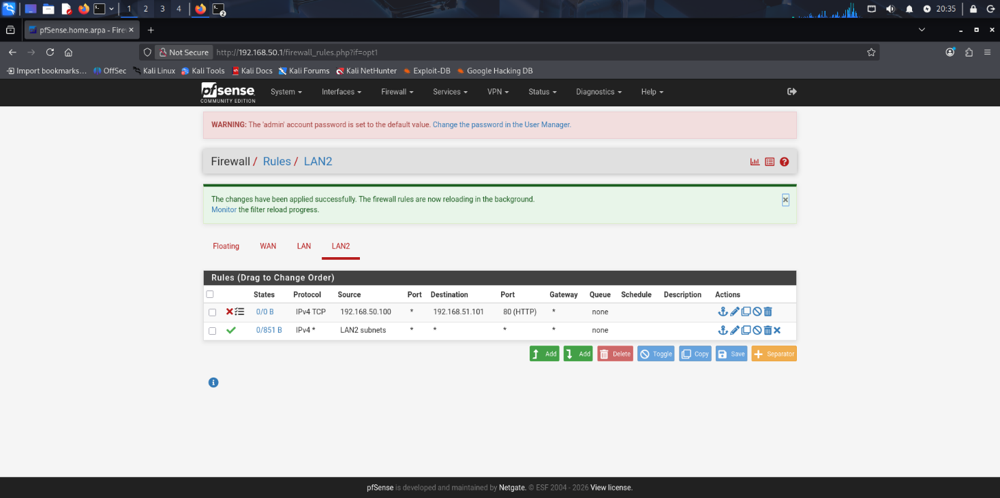 1 2 3 4 2 20:35
pfSense.home.arpa - Fire
Not Secure http://192.168.50.1/firewall_rules.php?if=opt1
Import bookmarks... OffSec Kali Linux Kali Tools Kali Docs Kali Forums Kali NetHunter Exploit-DB Google Hacking DB
pfsense COMMUNITY EDITION System Interfaces Firewall Services VPN Status Diagnostics Help
WARNING: The 'admin' account password is set to the default value. Change the password in the User Manager.
Firewall / Rules / LAN2
The changes have been applied successfully. The firewall rules are now reloading in the background.
Monitor the filter reload progress.
Floating WAN LAN LAN2
Rules (Drag to Change Order)
States Protocol Source Port Destination Port Gateway Queue Schedule Description Actions
0/0 B IPv4 TCP 192.168.50.100 * 192.168.51.101 80 (HTTP) * none
0/851 B IPv4 * LAN2 subnets * * * * none
Add Add Delete Toggle Copy Save Separator
pfSense is developed and maintained by Netgate. © ESF 2004 - 2026 View license.